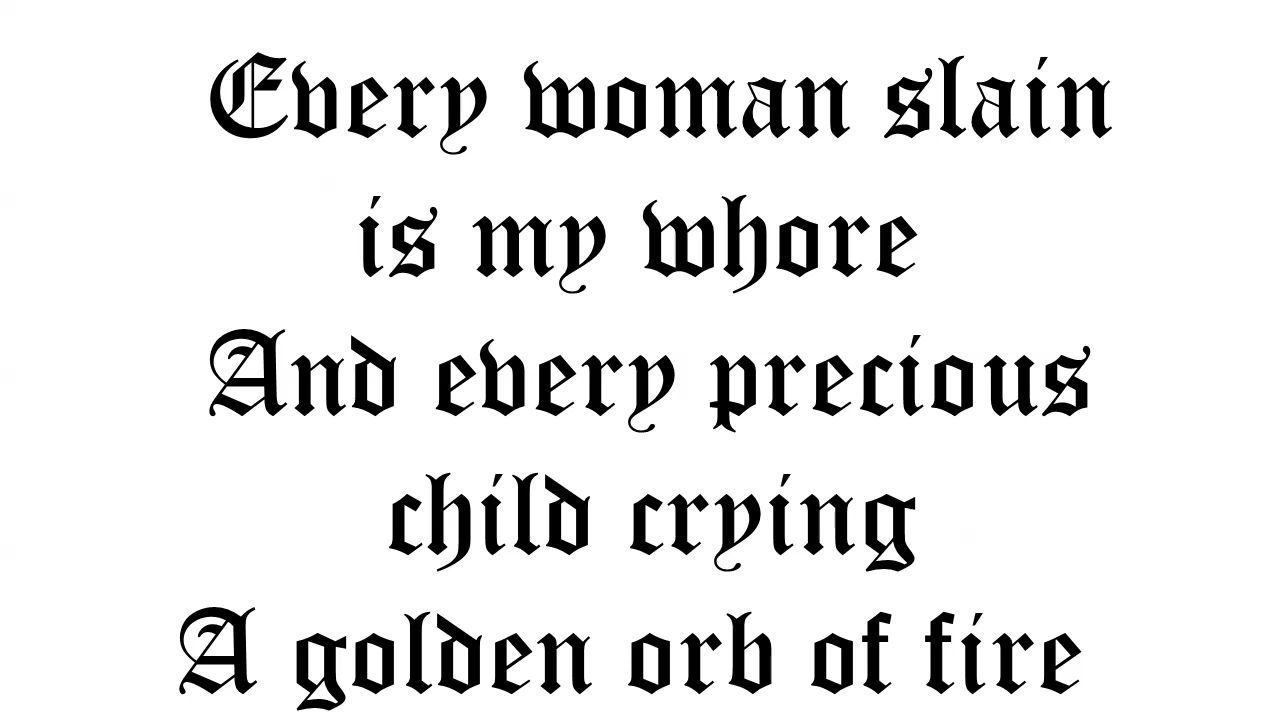 Every woman slain
is my whore
And every precious
child crying
A golden orb of fire